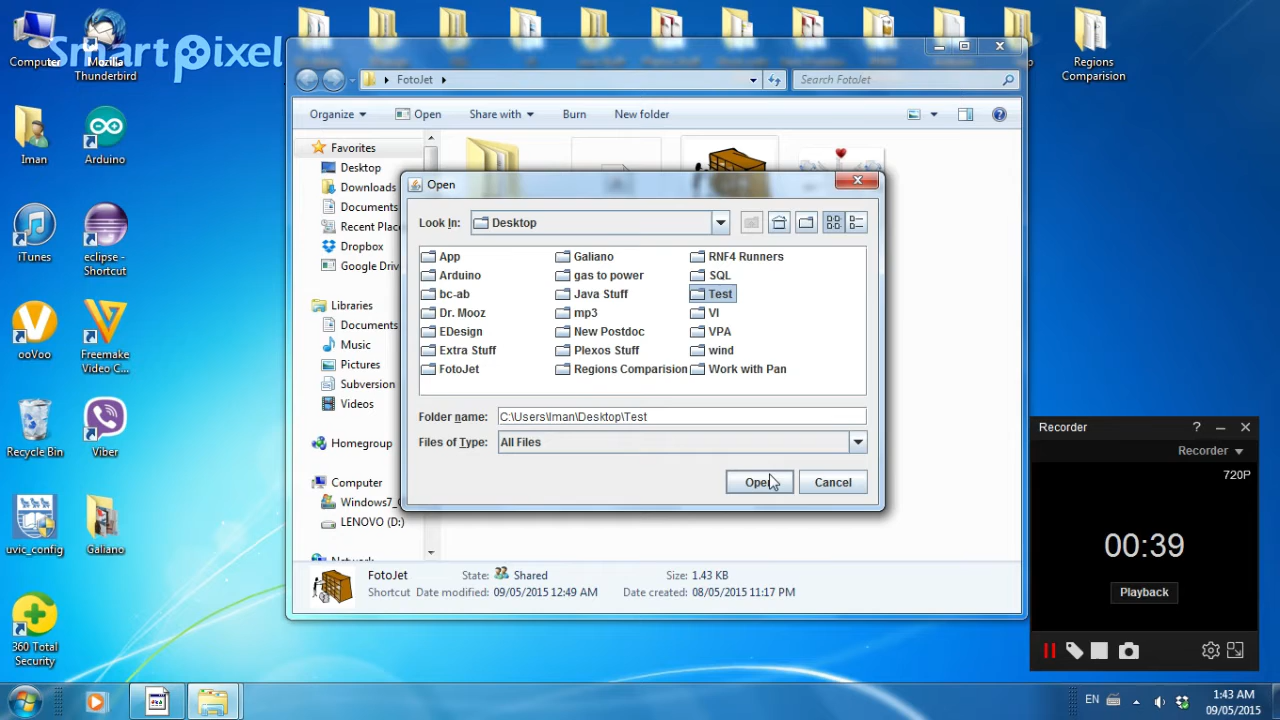 SmartPixel
Computer
Mozilla Thunderbird
Iman
Arduino
iTunes
eclipse - Shortcut
ooVoo
Freemake Video C...
Recycle Bin
Viber
uvic_config
Galiano
360 Total Security
Regions Comparision
FotoJet
Search FotoJet
Organize
Open
Share with
Burn
New folder
Favorites
Desktop
Downloads
Documents
Recent Place
Dropbox
Google Driv
Libraries
Documents
Music
Pictures
Subversion
Videos
Homegroup
Computer
Windows7_
LENOVO (D:)
Network
Open
Look In:
Desktop
App
Arduino
bc-ab
Dr. Mooz
EDesign
Extra Stuff
FotoJet
Galiano
gas to power
Java Stuff
mp3
New Postdoc
Plexos Stuff
Regions Comparision
RNF4 Runners
SQL
Test
VI
VPA
wind
Work with Pan
Folder name: C:\Users\Iman\Desktop\Test
Files of Type: All Files
Open
Cancel
FotoJet State: Shared Size: 1.43 KB
Shortcut Date modified: 09/05/2015 12:49 AM Date created: 08/05/2015 11:17 PM
Recorder
Recorder
720P
00:39
Playback
EN
1:43 AM
09/05/2015